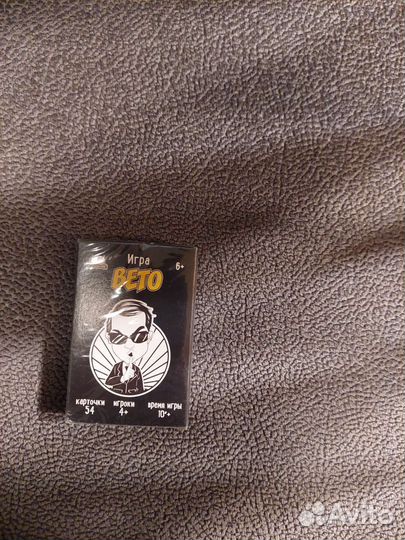 Игра
6+
ВЕТО
карточки игроки время игры
54 4+ 10'+
Avito